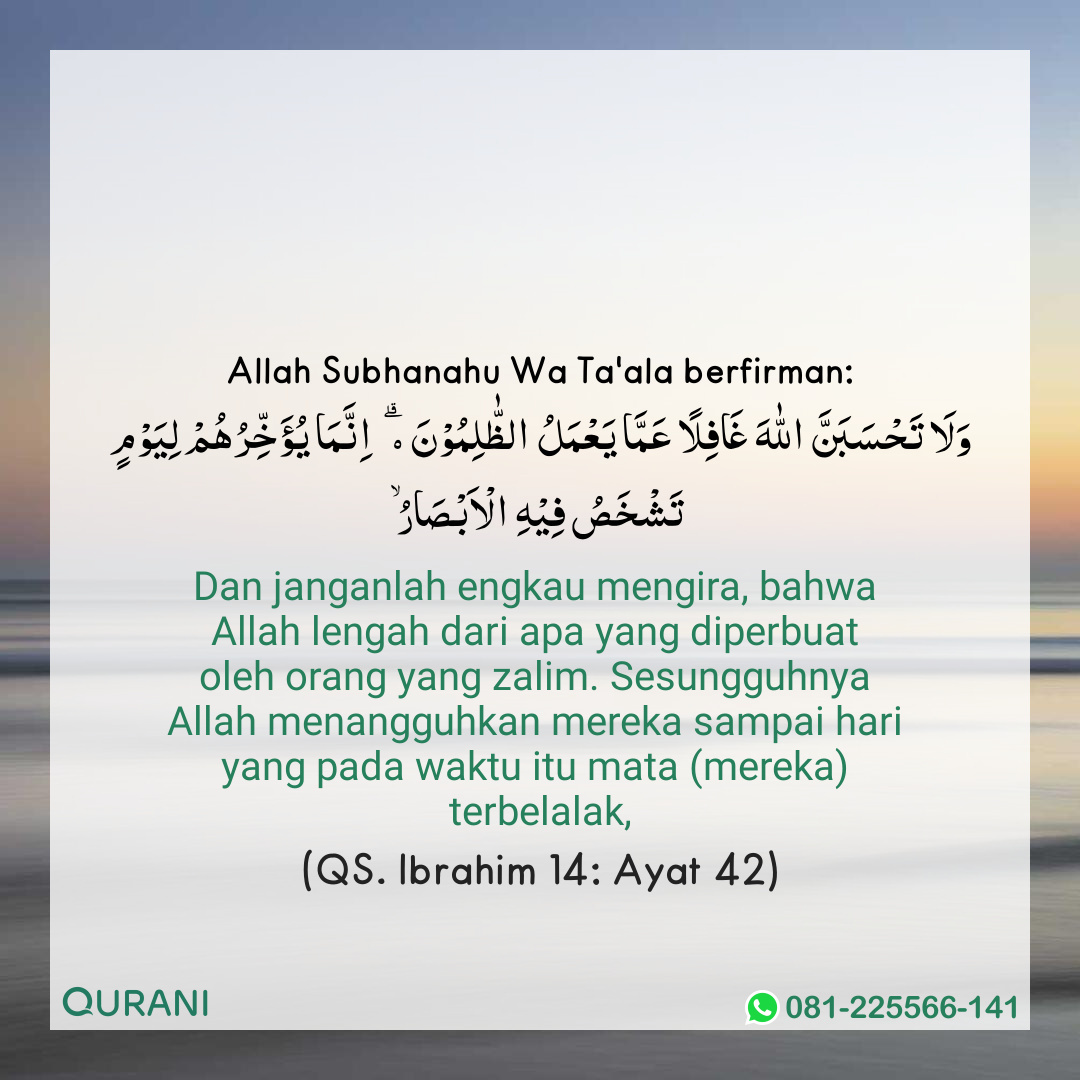 Allah Subhanahu Wa Ta'ala berfirman:
وَلَا تَحْسَبَنَّ اللّٰهَ غَافِلًا عَمَّا يَعْمَلُ الظّٰلِمُوْنَ ەۗ اِنَّمَا يُؤَخِّرُهُمْ لِيَوْمٍ
تَشْخَصُ فِيْهِ الْاَبْصَارُۙ
Dan janganlah engkau mengira, bahwa
Allah lengah dari apa yang diperbuat
oleh orang yang zalim. Sesungguhnya
Allah menangguhkan mereka sampai hari
yang pada waktu itu mata (mereka)
terbelalak,
(QS. Ibrahim 14: Ayat 42)
QURANI
081-225566-141